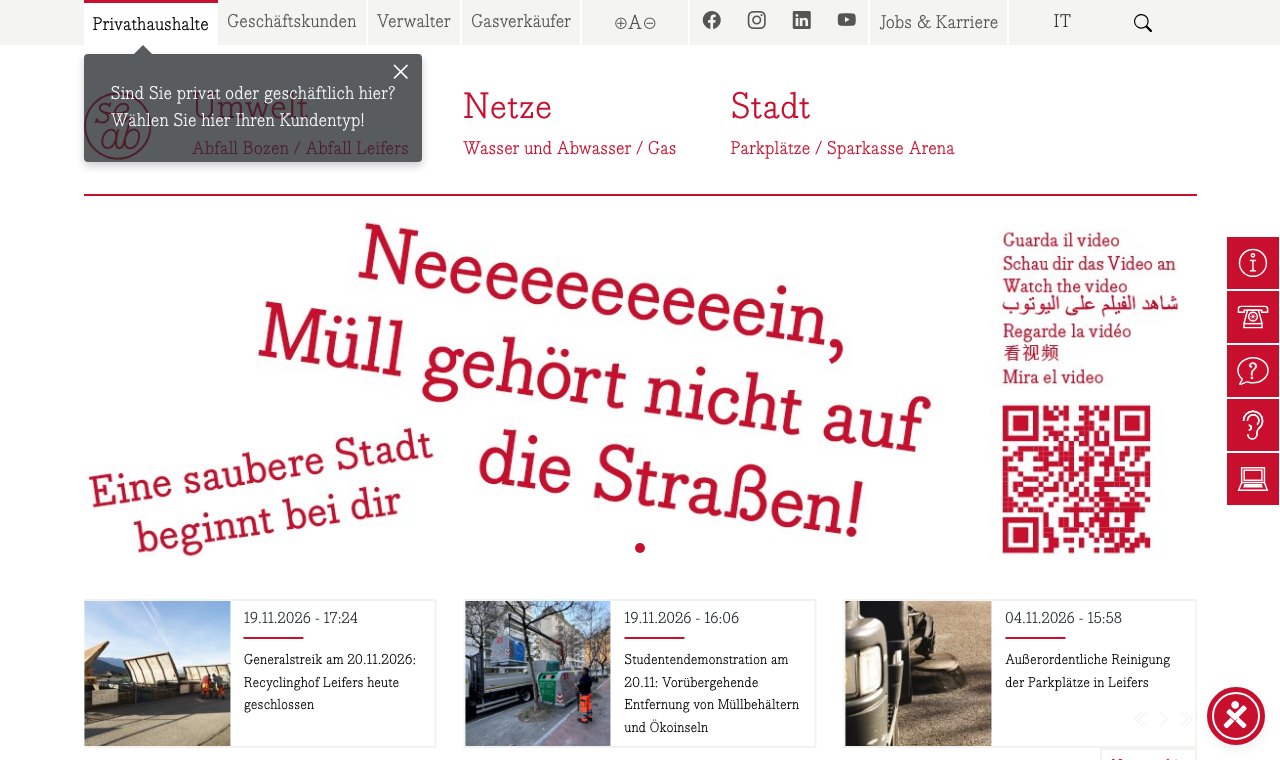 Privathaushalte
Geschäftskunden
Verwalter
Gasverkäufer
A
Jobs & Karriere
IT
Sind Sie privat oder geschäftlich hier?
Wählen Sie hier Ihren Kundentyp!
seab
Umwelt
Abfall Bozen / Abfall Leifers
Netze
Wasser und Abwasser / Gas
Stadt
Parkplätze / Sparkasse Arena
Neeeeeeeeeein,
Müll gehört nicht auf
die Straßen!
Eine saubere Stadt
beginnt bei dir
Guarda il video
Schau dir das Video an
Watch the video
شاهد الفيلم على اليوتوب
Regarde la vidéo
看视频
Mira el video
19.11.2026 - 17:24
Generalstreik am 20.11.2026:
Recyclinghof Leifers heute
geschlossen
19.11.2026 - 16:06
Studentendemonstration am
20.11: Vorübergehende
Entfernung von Müllbehältern
und Ökoinseln
04.11.2026 - 15:58
Außerordentliche Reinigung
der Parkplätze in Leifers